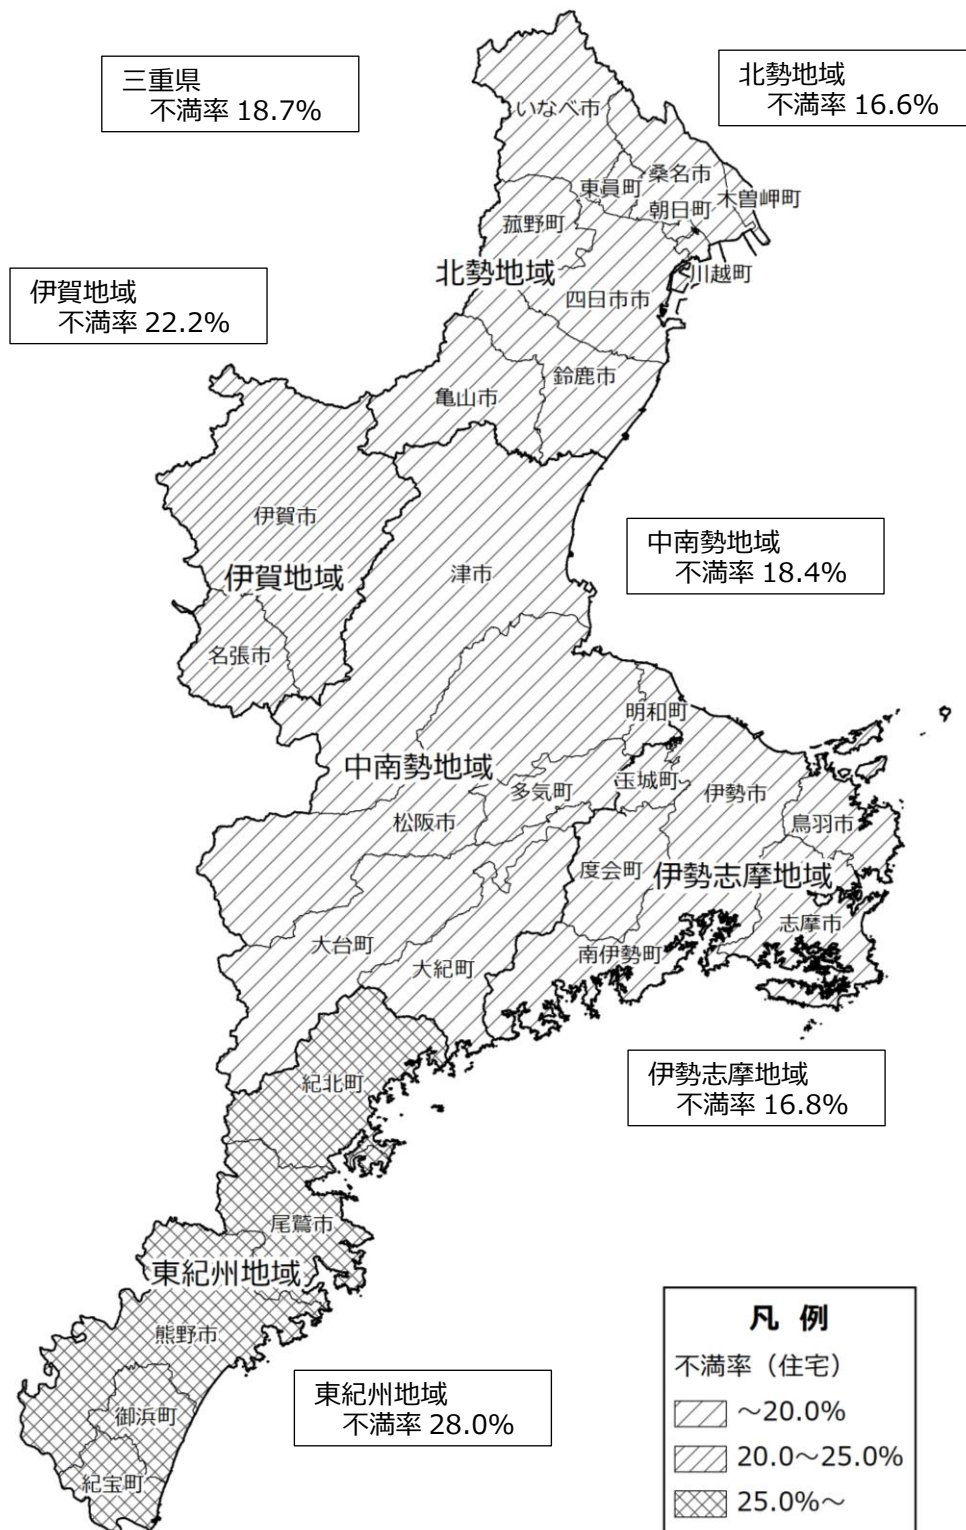 三重県
不満率 18.7%
北勢地域
不満率 16.6%
いなべ市
桑名市
東員町
木曽岬町
朝日町
菰野町
北勢地域
川越町
四日市市
伊賀地域
不満率 22.2%
鈴鹿市
亀山市
伊賀市
伊賀地域
津市
名張市
中南勢地域
不満率 18.4%
明和町
中南勢地域
多気町
玉城町
伊勢市
松阪市
鳥羽市
度会町
伊勢志摩地域
志摩市
大台町
大紀町
南伊勢町
伊勢志摩地域
不満率 16.8%
紀北町
尾鷲市
東紀州地域
熊野市
御浜町
紀宝町
東紀州地域
不満率 28.0%
凡 例
不満率（住宅）
～20.0%
20.0～25.0%
25.0%～